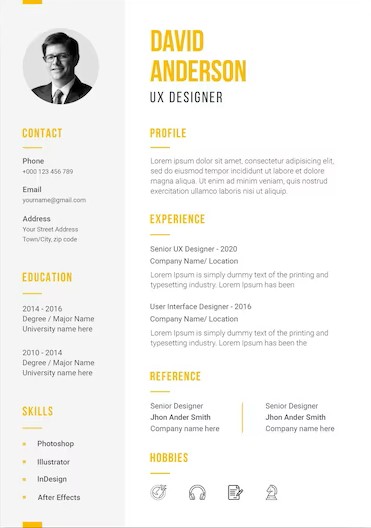 DAVID
ANDERSON
UX DESIGNER
CONTACT
Phone
+000 123 456 789
Email
yourname@gmail.com
Address
Your Street Address
Town/City, zip code
EDUCATION
2014 - 2016
Degree / Major Name
University name here
2010 - 2014
Degree / Major Name
University name here
SKILLS
Photoshop
Illustrator
InDesign
After Effects
PROFILE
Lorem ipsum dolor sit amet, consectetur adipiscing
elit, sed do eiusmod tempor incididunt ut labore et dolore
magna aliqua. Ut enim ad minim veniam, quis nostrud
exercitation ullamco laboris nisi ut aliquip.
EXPERIENCE
Senior UX Designer - 2020
Company Name/ Location
Lorem Ipsum is simply dummy text of the printing and
typesetting industry. Lorem Ipsum has been
User Interface Designer - 2016
Company Name/ Location
Lorem Ipsum is simply dummy text of the printing and
typesetting industry. Lorem Ipsum has been the
REFERENCE
Senior Designer
Jhon Ander Smith
Company name here
Senior Designer
Jhon Ander Smith
Company name here
HOBBIES